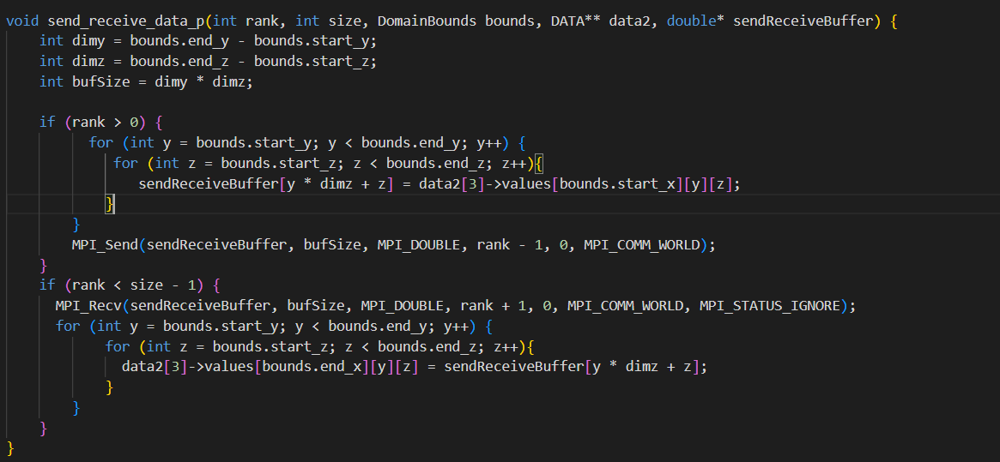 void send_receive_data_p(int rank, int size, DomainBounds bounds, DATA** data2, double* sendReceiveBuffer) {
    int dimy = bounds.end_y - bounds.start_y;
    int dimz = bounds.end_z - bounds.start_z;
    int bufSize = dimy * dimz;

    if (rank > 0) {
          for (int y = bounds.start_y; y < bounds.end_y; y++) {
             for (int z = bounds.start_z; z < bounds.end_z; z++){
                sendReceiveBuffer[y * dimz + z] = data2[3]->values[bounds.start_x][y][z];
            }
        }
        MPI_Send(sendReceiveBuffer, bufSize, MPI_DOUBLE, rank - 1, 0, MPI_COMM_WORLD);
    }
    if (rank < size - 1) {
      MPI_Recv(sendReceiveBuffer, bufSize, MPI_DOUBLE, rank + 1, 0, MPI_COMM_WORLD, MPI_STATUS_IGNORE);
      for (int y = bounds.start_y; y < bounds.end_y; y++) {
            for (int z = bounds.start_z; z < bounds.end_z; z++){
              data2[3]->values[bounds.end_x][y][z] = sendReceiveBuffer[y * dimz + z];
            }
        }
    }
}